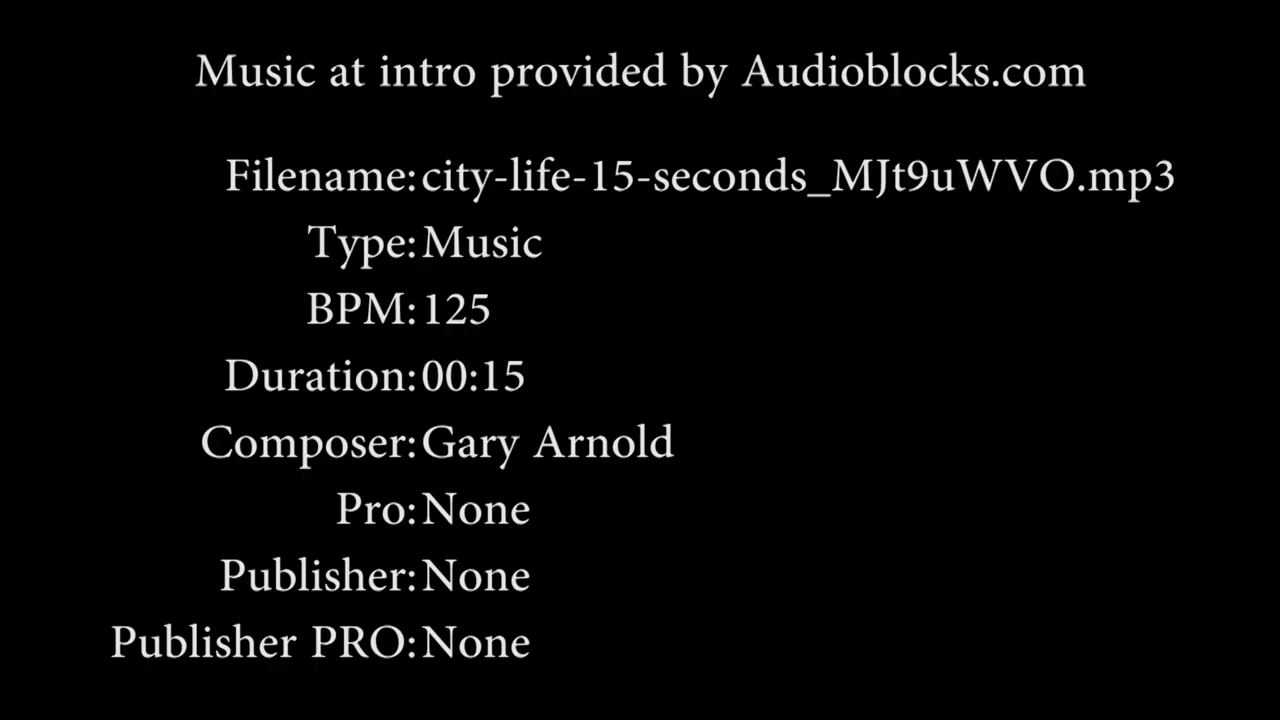 Music at intro provided by Audioblocks.com
Filename: city-life-15-seconds_MJt9uWVO.mp3
Type: Music
BPM: 125
Duration: 00:15
Composer: Gary Arnold
Pro: None
Publisher: None
Publisher PRO: None